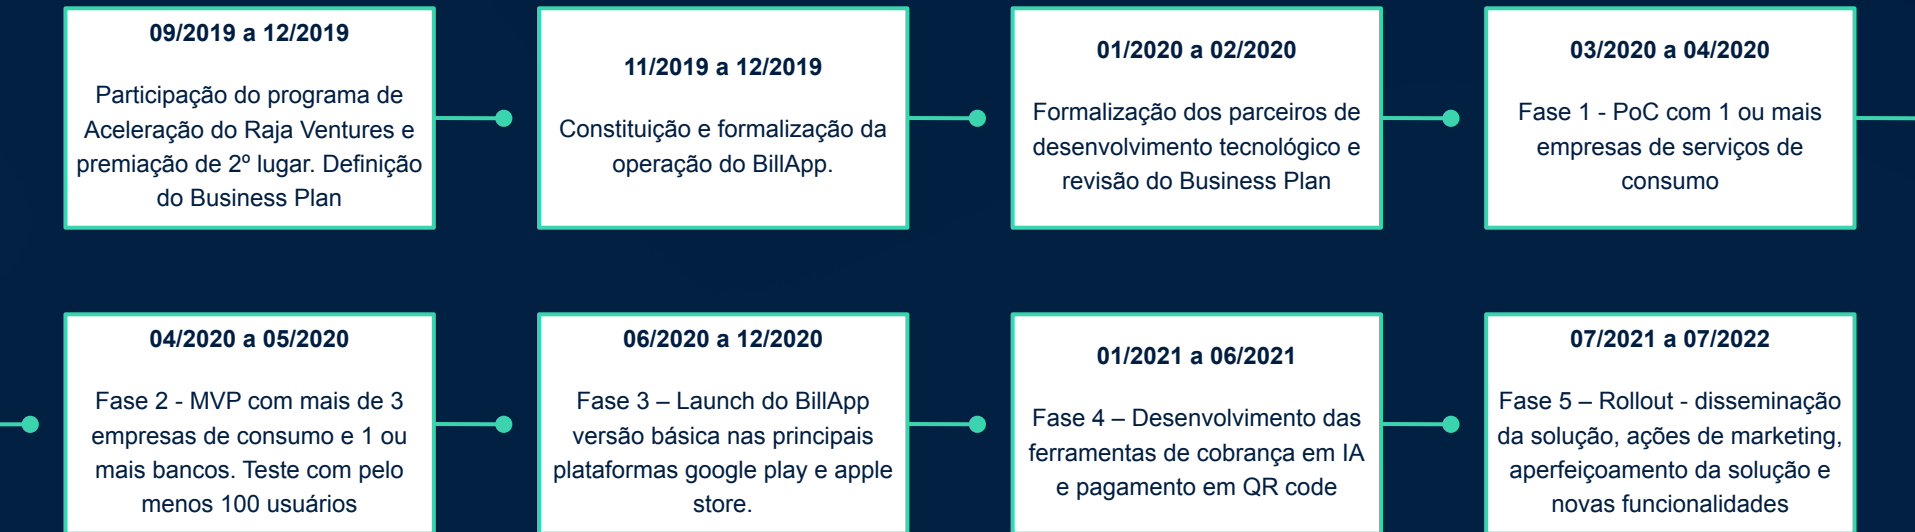 09/2019 a 12/2019
Participação do programa de
Aceleração do Raja Ventures e
premiação de 2º lugar. Definição
do Business Plan
11/2019 a 12/2019
Constituição e formalização da
operação do BillApp.
01/2020 a 02/2020
Formalização dos parceiros de
desenvolvimento tecnológico e
revisão do Business Plan
03/2020 a 04/2020
Fase 1 - PoC com 1 ou mais
empresas de serviços de
consumo
04/2020 a 05/2020
Fase 2 - MVP com mais de 3
empresas de consumo e 1 ou
mais bancos. Teste com pelo
menos 100 usuários
06/2020 a 12/2020
Fase 3 – Launch do BillApp
versão básica nas principais
plataformas google play e apple
store.
01/2021 a 06/2021
Fase 4 – Desenvolvimento das
ferramentas de cobrança em IA
e pagamento em QR code
07/2021 a 07/2022
Fase 5 – Rollout - disseminação
da solução, ações de marketing,
aperfeiçoamento da solução e
novas funcionalidades